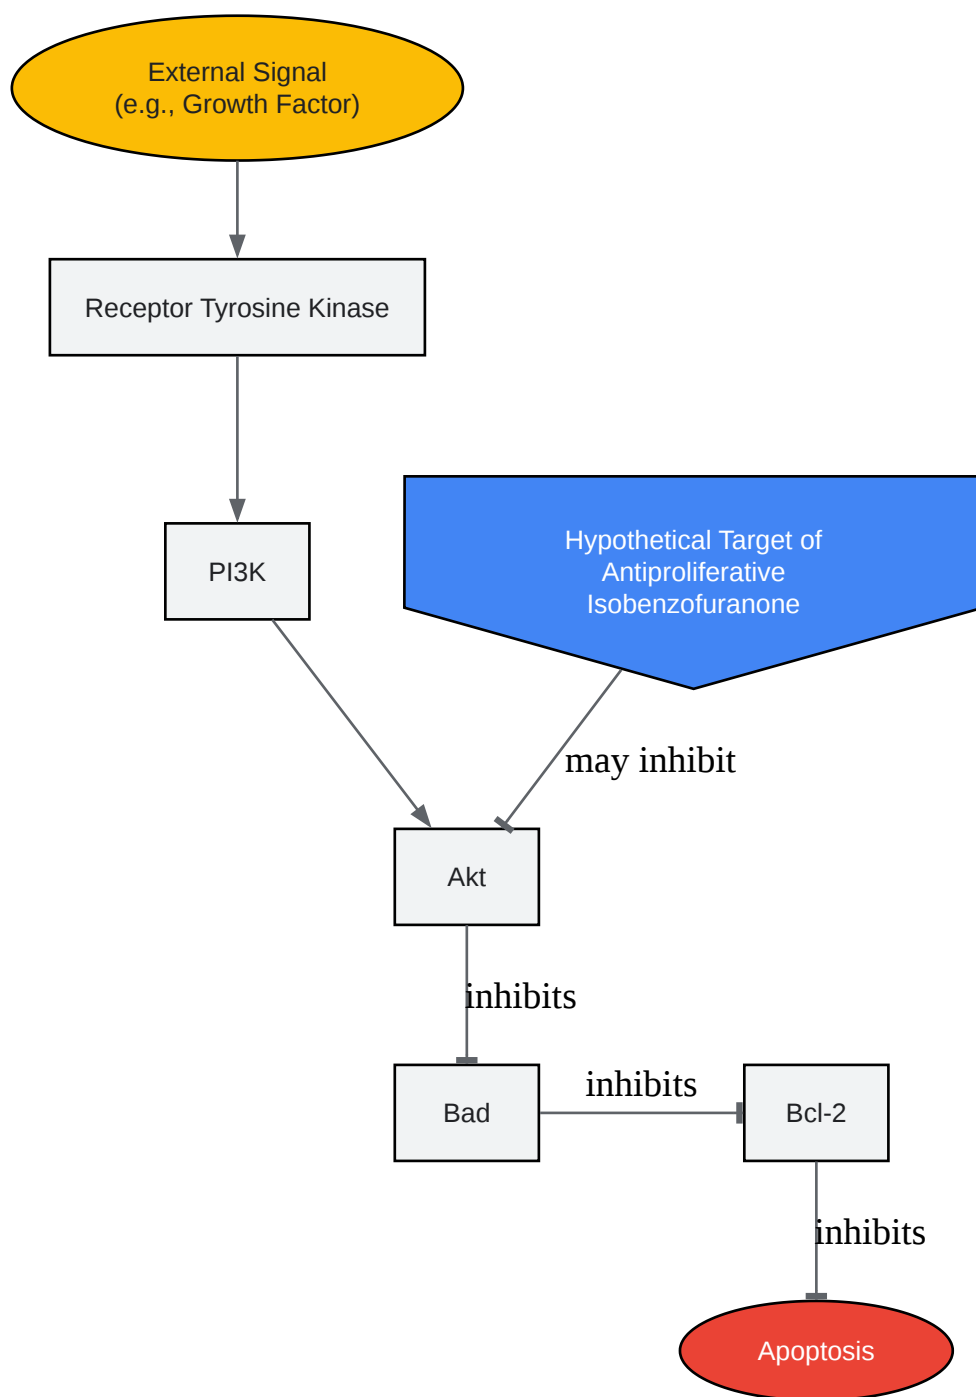 External Signal
(e.g., Growth Factor)
Receptor Tyrosine Kinase
PI3K
Hypothetical Target of
Antiproliferative
Isobenzofuranone
may inhibit
Akt
inhibits
Bad
inhibits
Bcl-2
inhibits
Apoptosis